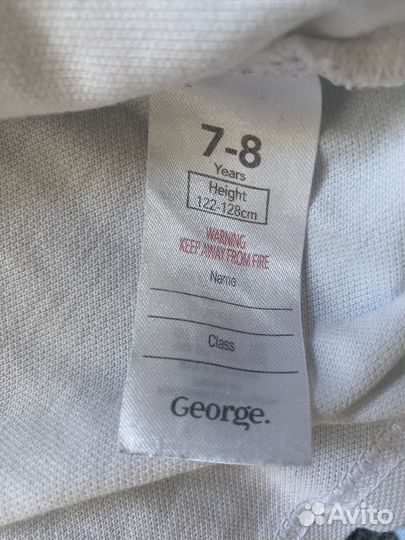 7-8
Years
Height
122-128cm
WARNING
KEEP AWAY FROM FIRE
Name
Class
George.
Avito